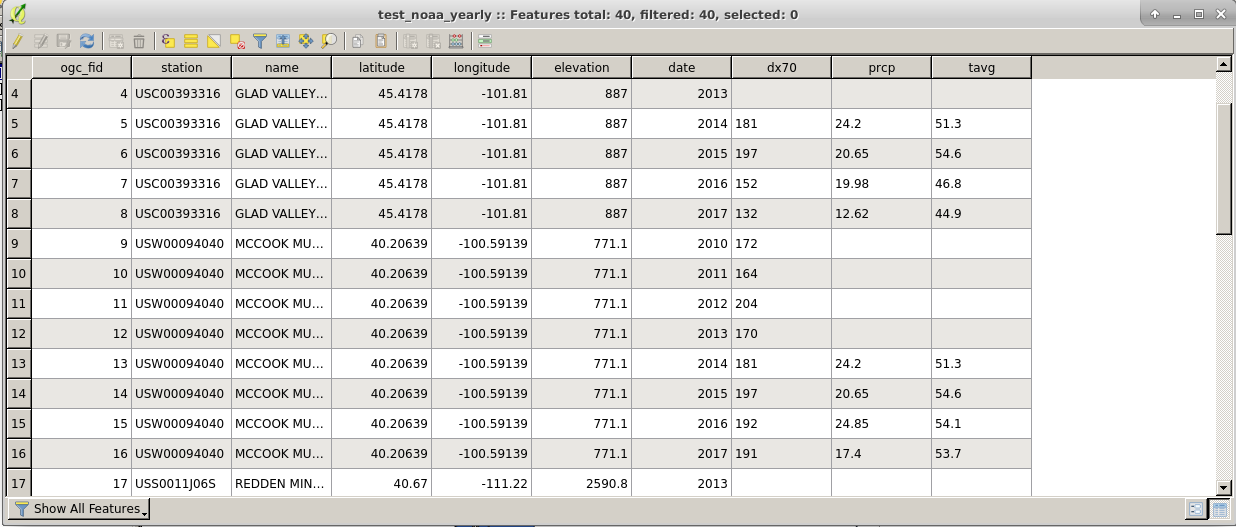 test_noaa_yearly :: Features total: 40, filtered: 40, selected: 0
ogc_fid station name latitude longitude elevation date dx70 prcp tavg
4 4 USC00393316 GLAD VALLEY... 45.4178 -101.81 887 2013
5 5 USC00393316 GLAD VALLEY... 45.4178 -101.81 887 2014 181 24.2 51.3
6 6 USC00393316 GLAD VALLEY... 45.4178 -101.81 887 2015 197 20.65 54.6
7 7 USC00393316 GLAD VALLEY... 45.4178 -101.81 887 2016 152 19.98 46.8
8 8 USC00393316 GLAD VALLEY... 45.4178 -101.81 887 2017 132 12.62 44.9
9 9 USW00094040 MCCOOK MU... 40.20639 -100.59139 771.1 2010 172
10 10 USW00094040 MCCOOK MU... 40.20639 -100.59139 771.1 2011 164
11 11 USW00094040 MCCOOK MU... 40.20639 -100.59139 771.1 2012 204
12 12 USW00094040 MCCOOK MU... 40.20639 -100.59139 771.1 2013 170
13 13 USW00094040 MCCOOK MU... 40.20639 -100.59139 771.1 2014 181 24.2 51.3
14 14 USW00094040 MCCOOK MU... 40.20639 -100.59139 771.1 2015 197 20.65 54.6
15 15 USW00094040 MCCOOK MU... 40.20639 -100.59139 771.1 2016 192 24.85 54.1
16 16 USW00094040 MCCOOK MU... 40.20639 -100.59139 771.1 2017 191 17.4 53.7
17 17 USS0011J06S REDDEN MIN... 40.67 -111.22 2590.8 2013
Show All Features